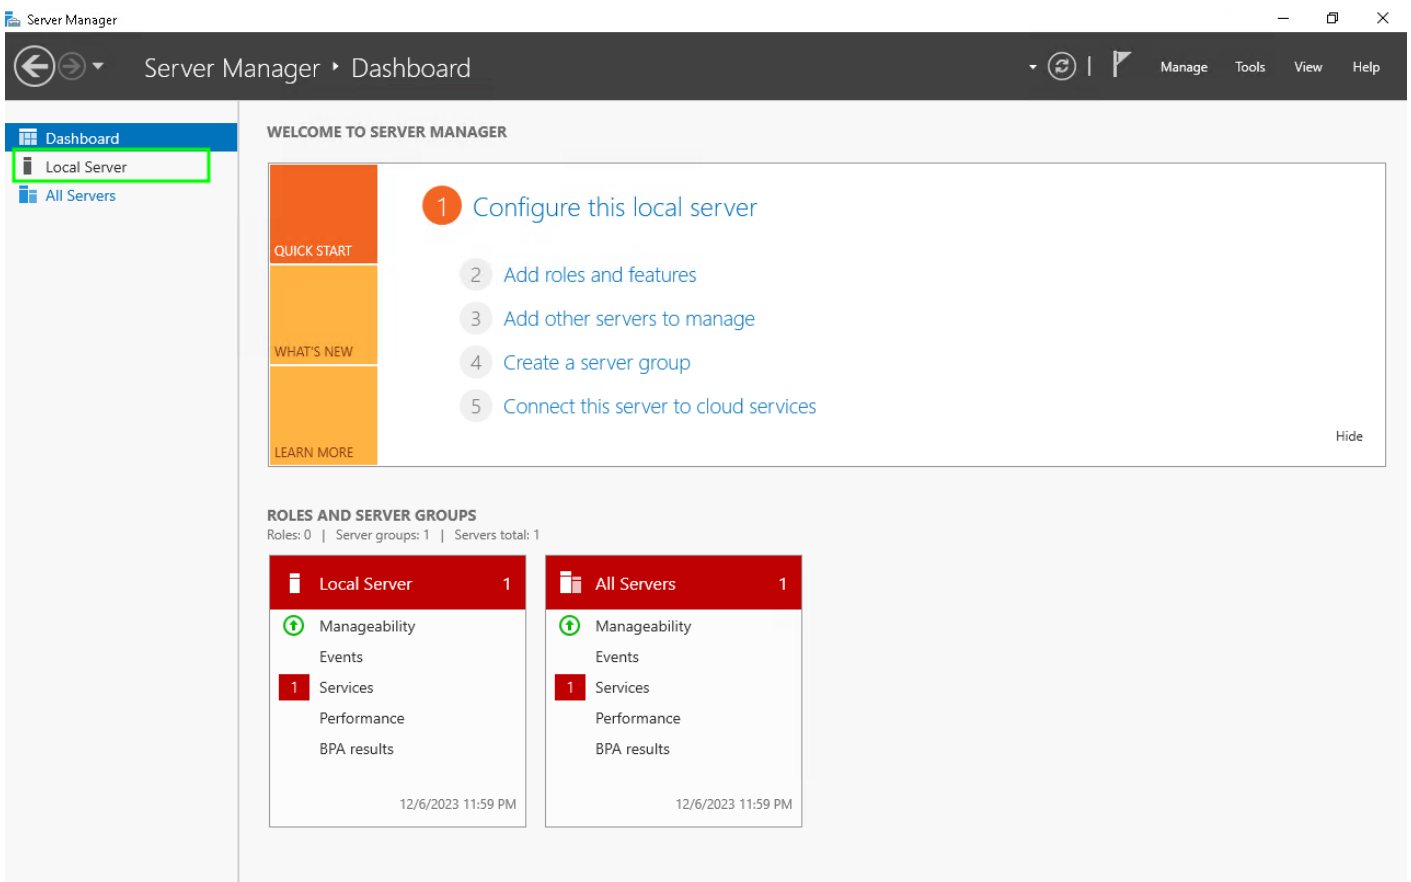 Server Manager
Server Manager • Dashboard
Manage Tools View Help
Dashboard
Local Server
All Servers
WELCOME TO SERVER MANAGER
QUICK START
WHAT'S NEW
LEARN MORE
1 Configure this local server
2 Add roles and features
3 Add other servers to manage
4 Create a server group
5 Connect this server to cloud services
Hide
ROLES AND SERVER GROUPS
Roles: 0 | Server groups: 1 | Servers total: 1
Local Server 1
Manageability
Events
1 Services
Performance
BPA results
12/6/2023 11:59 PM
All Servers 1
Manageability
Events
1 Services
Performance
BPA results
12/6/2023 11:59 PM